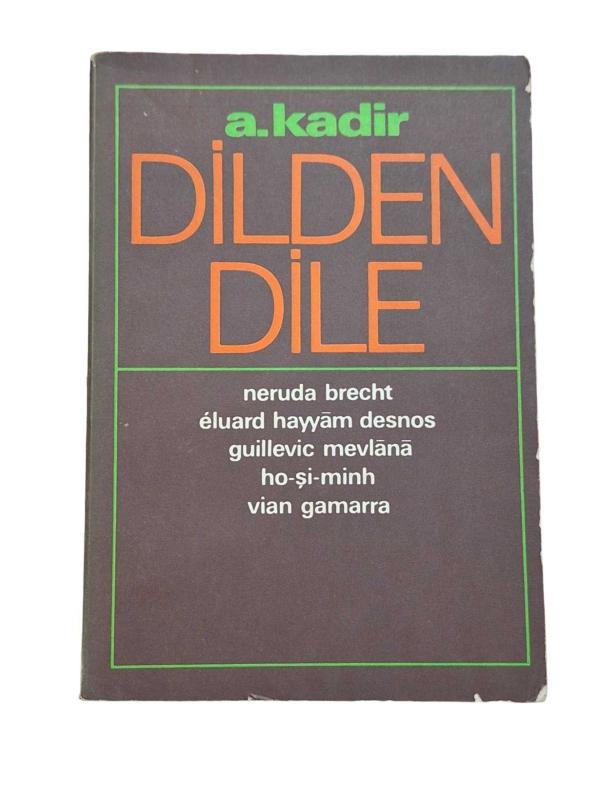 a.kadir
DİLDEN
DİLE
neruda brecht
éluard hayyām desnos
guillevic mevlānā
ho-şi-minh
vian gamarra